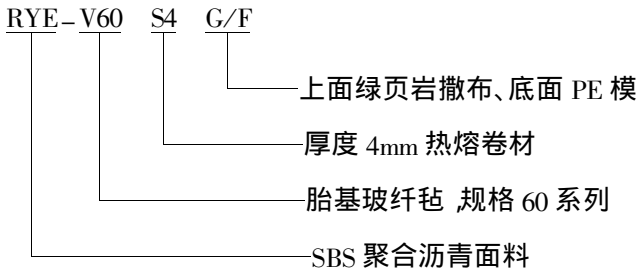 RYE-V60 S4 G/F
上面绿页岩撒布、底面 PE 模
厚度 4mm 热熔卷材
胎基玻纤毡,规格 60 系列
SBS 聚合沥青面料